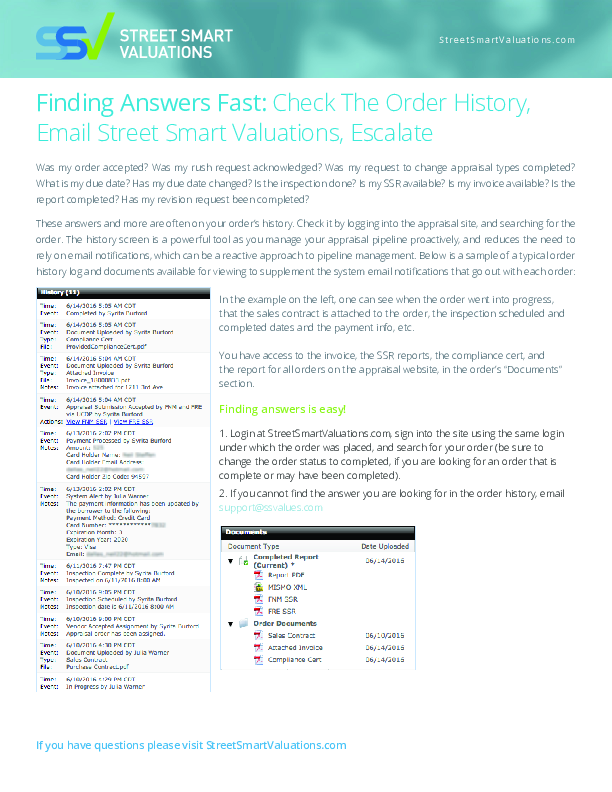 SSV STREET SMART
VALUATIONS
StreetSmartValuations.com
Finding Answers Fast: Check The Order History,
Email Street Smart Valuations, Escalate
Was my order accepted? Was my rush request acknowledged? Was my request to change appraisal types completed?
What is my due date? Has my due date changed? Is the inspection done? Is my SSR available? Is my invoice available? Is the
report completed? Has my revision request been completed?
These answers and more are often on your order's history. Check it by logging into the appraisal site, and searching for the
order. The history screen is a powerful tool as you manage your appraisal pipeline proactively, and reduces the need to
rely on email notifications, which can be a reactive approach to pipeline management. Below is a sample of a typical order
history log and documents available for viewing to supplement the system email notifications that go out with each order:
History (11)
Time: 6/14/2016 5:05 AM CDT
Event: Completed by Syrita Burford
Time: 6/14/2016 5:05 AM CDT
Event: Document Uploaded by Syrita Burford
Type: Compliance Cert
File: ProvidedComplianceCert.pdf
Time: 6/14/2016 5:04 AM CDT
Event: Document Uploaded by Syrita Burford
Type: Attached Invoice
File: Invoice_18000831.pdf
Notes: Invoice attached for 1211 3rd Ave
Time: 6/14/2016 5:04 AM CDT
Event: Appraisal Submission Accepted by FNM and FRE
via UCDP by Syrita Burford
Actions: View FNM SSR | View FRE SSR
Time: 6/13/2016 2:02 PM CDT
Event: Payment Processed by Syrita Burford
Notes: Amount:
Card Holder Name:
Card Holder Email Address:
Card Holder Zip Code: 94597
Time: 6/13/2016 2:02 PM CDT
Event: System Alert by Julia Warner
Notes: The payment information has been updated by
the borrower to the following:
Payment Method: Credit Card
Card Number: ************
Expiration Month: 3
Expiration Year: 2020
Type: Visa
Email:
Time: 6/11/2016 7:47 PM CDT
Event: Inspection Complete by Syrita Burford
Notes: Inspected on 6/11/2016 8:00 AM
Time: 6/10/2016 9:05 PM CDT
Event: Inspection Scheduled by Syrita Burford
Notes: Inspection date is 6/11/2016 8:00 AM
Time: 6/10/2016 9:00 PM CDT
Event: Vendor Assignment by Syrita Burford
Notes: Appraisal order has been assigned.
Time: 6/10/2016 4:30 PM CDT
Event: Document Uploaded by Julia Warner
Type: Sales Contract
File: Purchase Contract.pdf
Time: 6/10/2016 4:29 PM CDT
Event: In Progress by Julia Warner
In the example on the left, one can see when the order went into progress,
that the sales contract is attached to the order, the inspection scheduled and
completed dates and the payment info, etc.
You have access to the invoice, the SSR reports, the compliance cert, and
the report for all orders on the appraisal website, in the order's "Documents"
section.
Finding answers is easy!
1. Login at StreetSmartValuations.com, sign into the site using the same login
under which the order was placed, and search for your order (be sure to
change the order status to completed, if you are looking for an order that is
complete or may have been completed).
2. If you cannot find the answer you are looking for in the order history, email
support@ssvalues.com
Documents
Document Type Date Uploaded
Completed Report
(Current) * 06/14/2016
Report PDF
MISMO XML
FNM SSR
FRE SSR
Order Documents
Sales Contract 06/10/2016
Attached Invoice 06/14/2016
Compliance Cert 06/14/2016
If you have questions please visit StreetSmartValuations.com